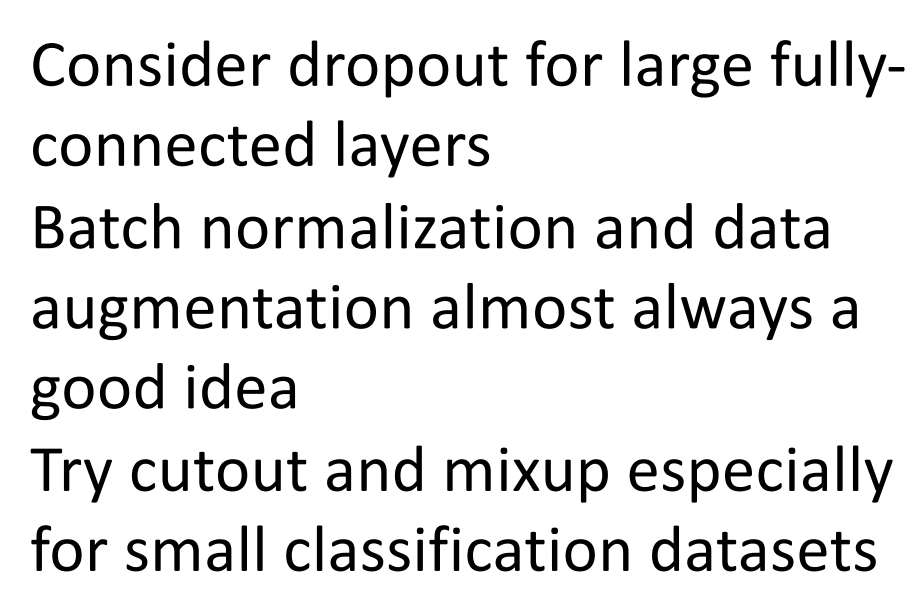 Consider dropout for large fully-
connected layers
Batch normalization and data
augmentation almost always a
good idea
Try cutout and mixup especially
for small classification datasets